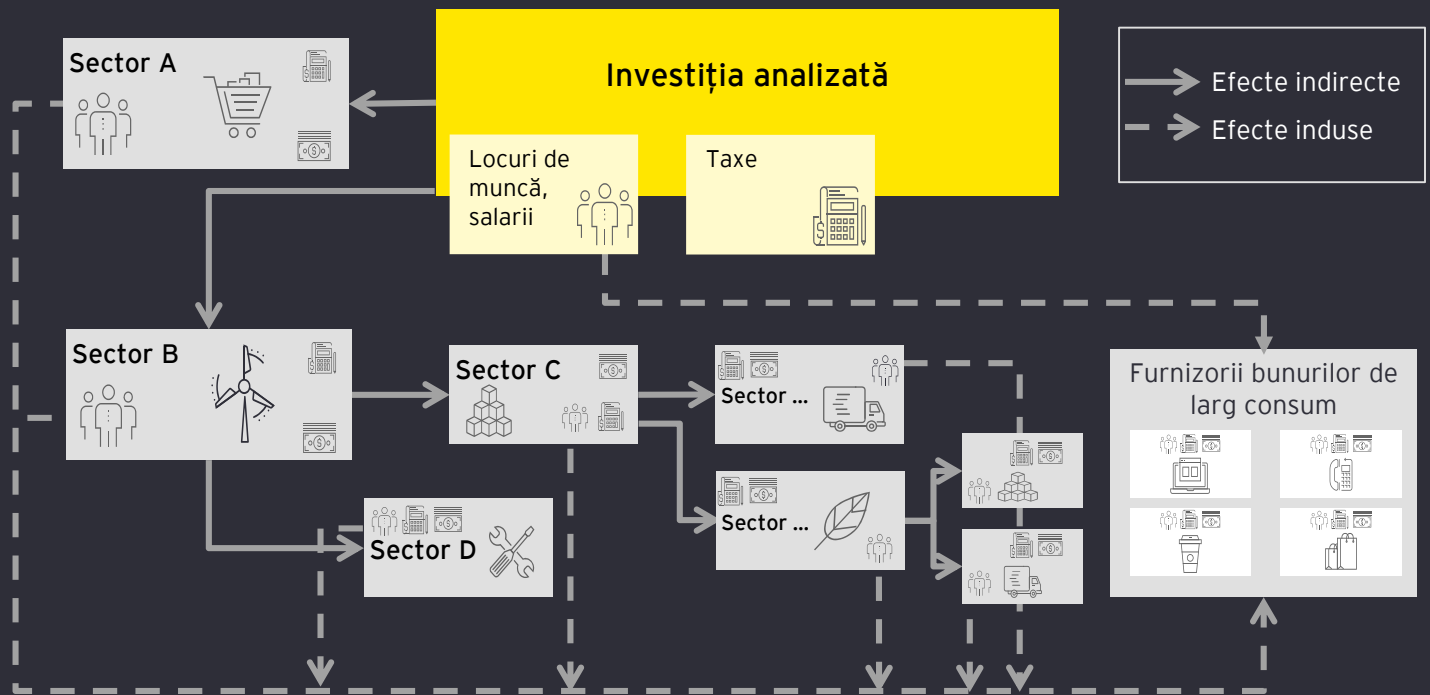 Sector A
Investiția analizată
Efecte indirecte
Efecte induse
Locuri de
muncă,
salarii
Taxe
Sector B
Sector C
Sector ...
Furnizorii bunurilor de
larg consum
Sector D
Sector ...